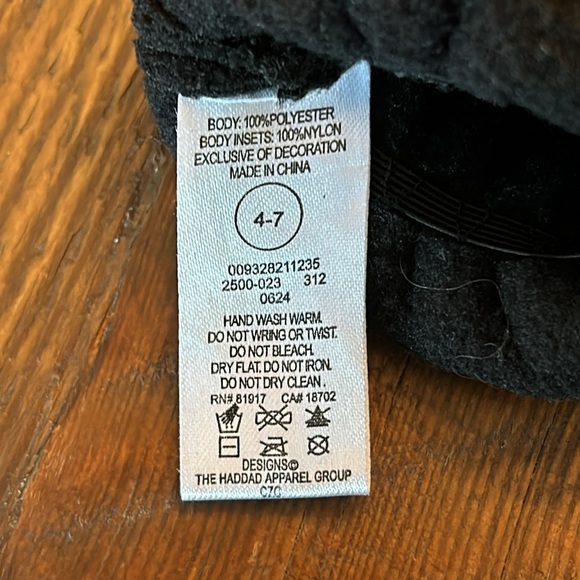 BODY: 100%POLYESTER
BODY INSETS: 100%NYLON
EXCLUSIVE OF DECORATION
MADE IN CHINA
4-7
009328211235
2500-023 312
0624
HAND WASH WARM.
DO NOT WRING OR TWIST.
DO NOT BLEACH.
DRY FLAT. DO NOT IRON.
DO NOT DRY CLEAN.
RN# 81917 CA# 18702
DESIGNS©
THE HADDAD APPAREL GROUP
CZC